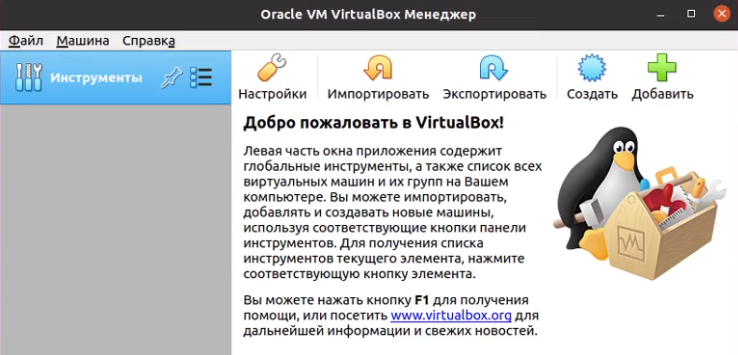 Oracle VM VirtualBox Менеджер
Файл Машина Справка
Инструменты
Настройки Импортировать Экспортировать Создать Добавить
Добро пожаловать в VirtualBox!
Левая часть окна приложения содержит
глобальные инструменты, а также список всех
виртуальных машин и их групп на Вашем
компьютере. Вы можете импортировать,
добавлять и создавать новые машины,
используя соответствующие кнопки панели
инструментов. Для получения списка
инструментов текущего элемента, нажмите
соответствующую кнопку элемента.
Вы можете нажать кнопку F1 для получения
помощи, или посетить www.virtualbox.org для
дальнейшей информации и свежих новостей.